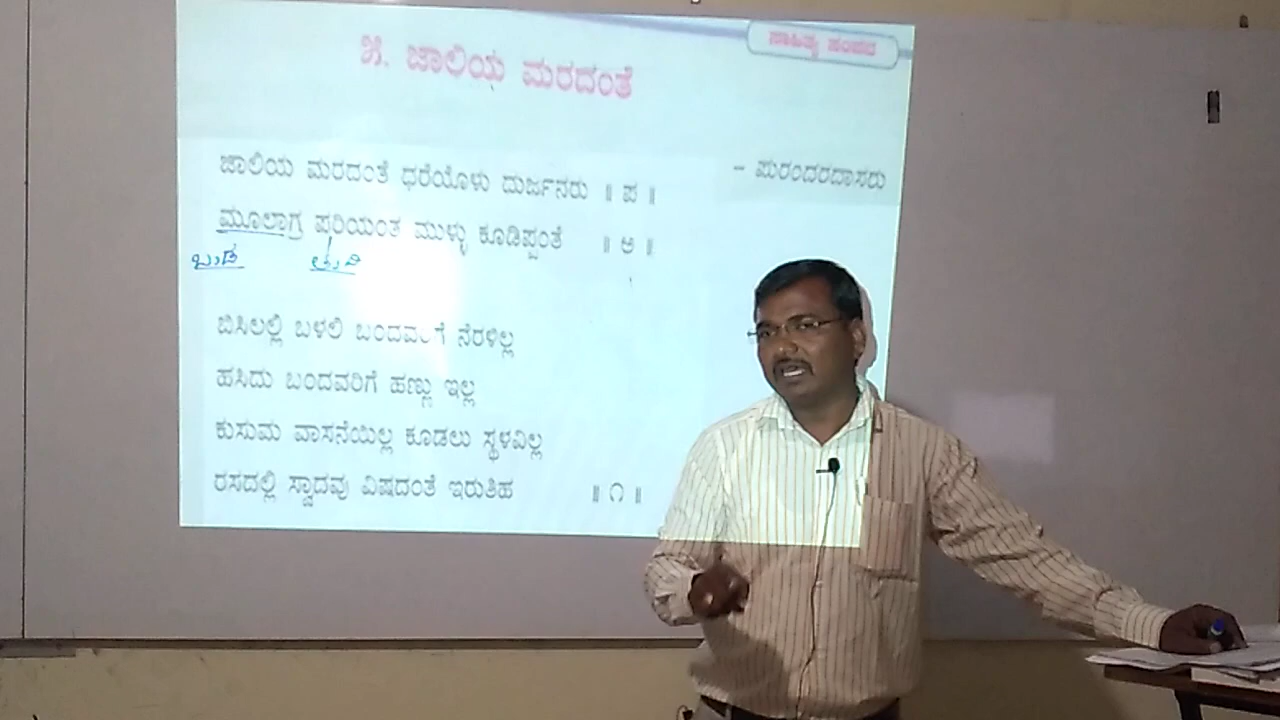 ಸಾಹಿತ್ಯ ಸಂಪದ
೫. ಜಾಲಿಯ ಮರದಂತೆ
– ಪುರಂದರದಾಸರು
ಜಾಲಿಯ ಮರದಂತೆ ಧರೆಯೊಳು ದುರ್ಜನರು ॥ ಪ ॥
ಮೂಲಾಗ್ರ ಪರಿಯಂತ ಮುಳ್ಳು ಕೂಡಿಪ್ಪಂತೆ ॥ ಅ ॥
ಬುಡ ತುದಿ
ಬಿಸಿಲಲ್ಲಿ ಬಳಲಿ ಬಂದವರಿಗೆ ನೆರಳಿಲ್ಲ
ಹಸಿದು ಬಂದವರಿಗೆ ಹಣ್ಣು ಇಲ್ಲ
ಕುಸುಮ ವಾಸನೆಯಿಲ್ಲ ಕೂಡಲು ಸ್ಥಳವಿಲ್ಲ
ರಸದಲ್ಲಿ ಸ್ವಾದವು ವಿಷದಂತೆ ಇರುತಿಹ ॥ ೧ ॥